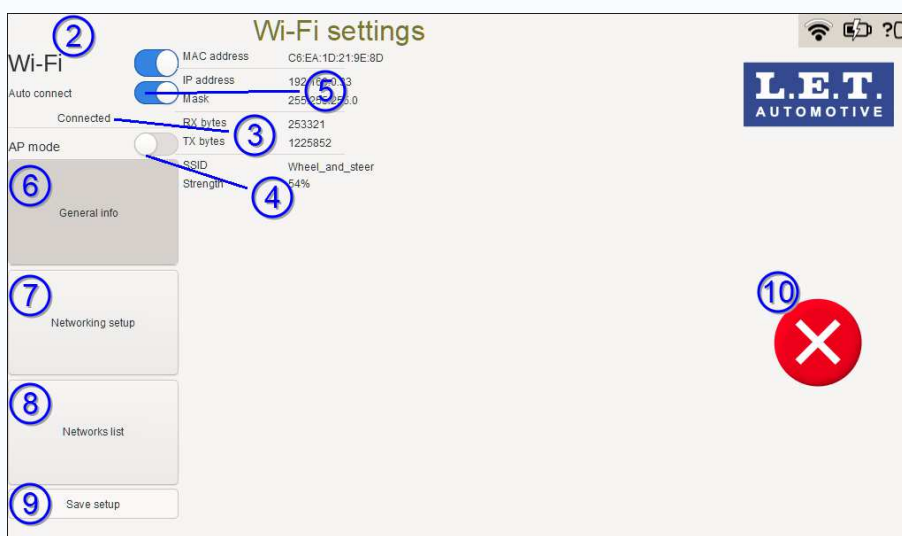 Wi-Fi settings
2
Wi-Fi
Auto connect
Connected
AP mode
MAC address C6:EA:1D:21:9E:8D
IP address
5
Mask
3
RX bytes 253321
TX bytes 1225852
SSID Wheel_and_steer
Strength 54%
4
6
General info
7
Networking setup
8
Networks list
9
Save setup
?
L.E.T.
AUTOMOTIVE
10